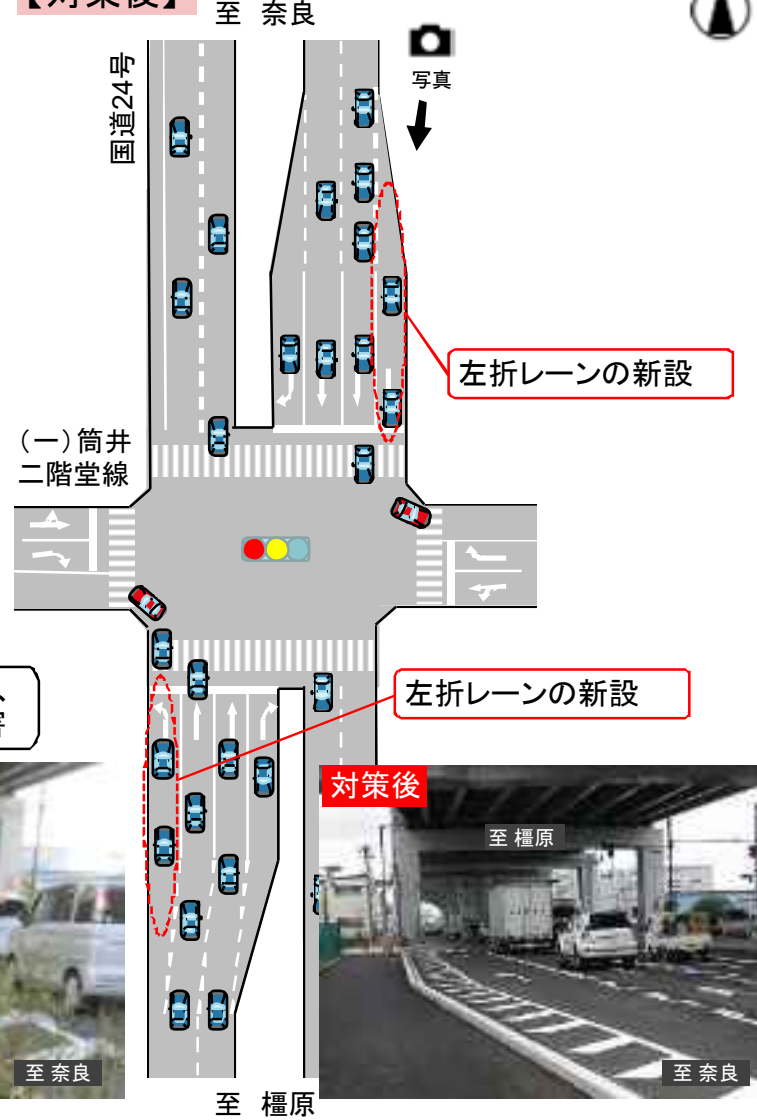 【対策後】
至 奈良
国道24号
写真
左折レーンの新設
(一)筒井
二階堂線
左折レーンの新設
対策後
至 橿原
至 奈良
至 奈良
至 橿原